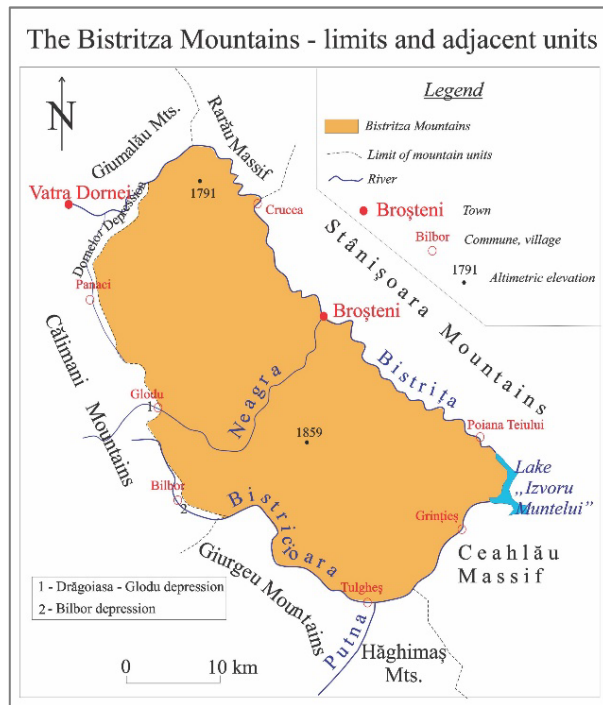 The Bistritza Mountains - limits and adjacent units
N
Legend
Bistritza Mountains
Limit of mountain units
River
Broșteni
Town
Bilbor
Commune, village
1791
Altimetric elevation
Giumalău Mts.
Rarău Massif
Vatra Dornei
1791
Crucea
Dornelor Depression
Panaci
Stânișoara Mountains
Broșteni
Călimani Mountains
Bistrița
Glodu
1
Neagra
1859
Poiana Teiului
Lake
„Izvoru
Muntelui”
Bilbor
2
Bistricioara
Grințieș
Ceahlău
Massif
Giurgeu Mountains
1 - Drăgoiasa - Glodu depression
2 - Bilbor depression
Tulgheș
Putna
Hăghimaș
Mts.
0 10 km